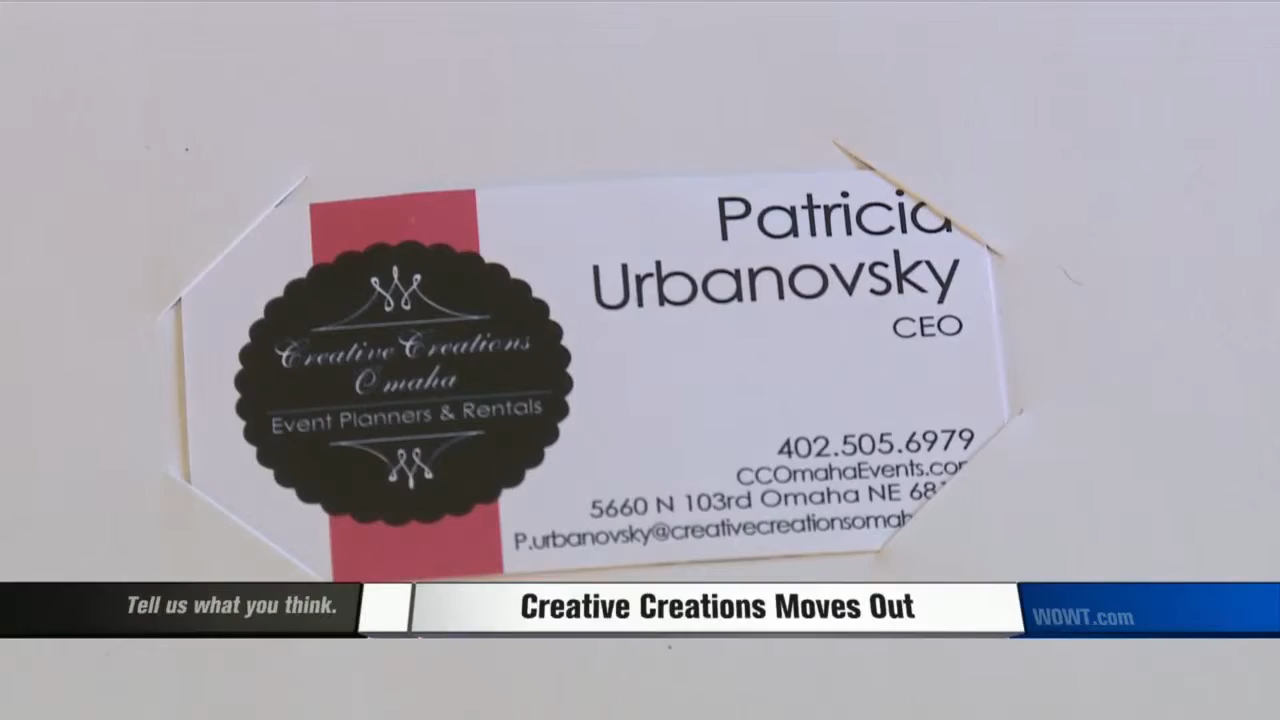 Patricia
Urbanovsky
CEO
Creative Creations
Omaha
Event Planners & Rentals
402.505.6979
CCOmahaEvents.com
5660 N 103rd Omaha NE
P.urbanovsky@creativecreationsomah
Tell us what you think.
Creative Creations Moves Out
WOWT.com